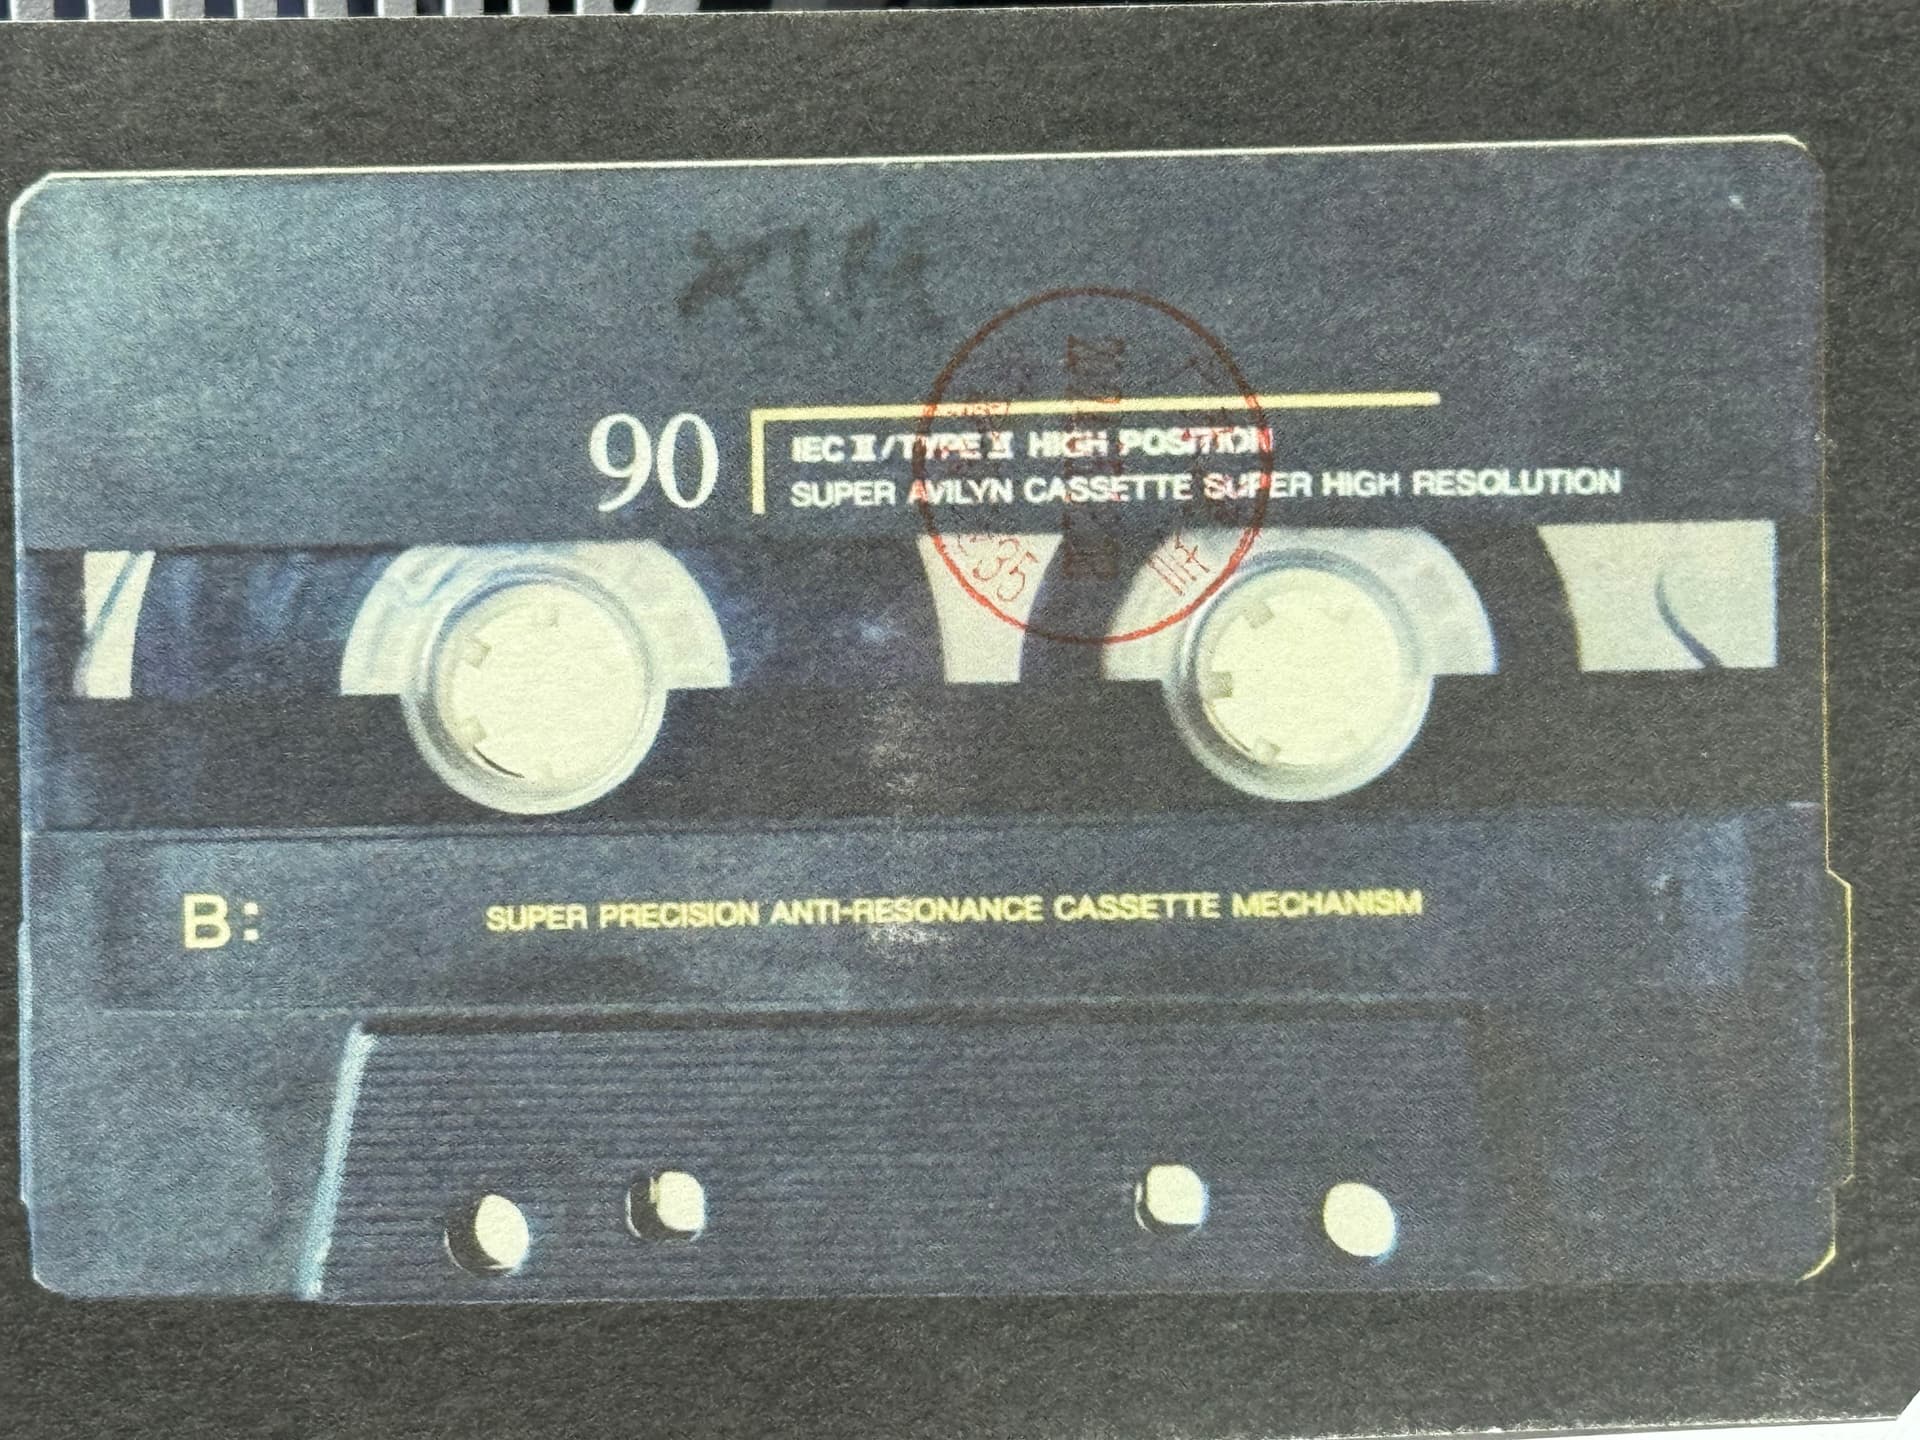 90
IEC II/TYPE II HIGH POSITION
SUPER AVILYN CASSETTE SUPER HIGH RESOLUTION
335
B:
SUPER PRECISION ANTI-RESONANCE CASSETTE MECHANISM